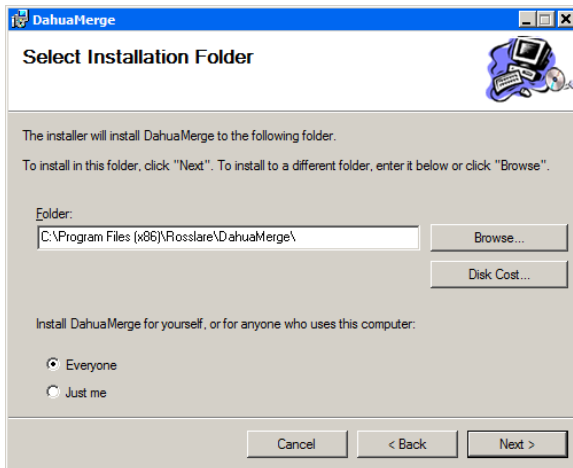 DahuaMerge
Select Installation Folder
The installer will install DahuaMerge to the following folder.
To install in this folder, click "Next". To install to a different folder, enter it below or click "Browse".
Folder:
C:\Program Files (x86)\Rosslare\DahuaMerge\
Browse...
Disk Cost...
Install DahuaMerge for yourself, or for anyone who uses this computer:
Everyone
Just me
Cancel
< Back
Next >